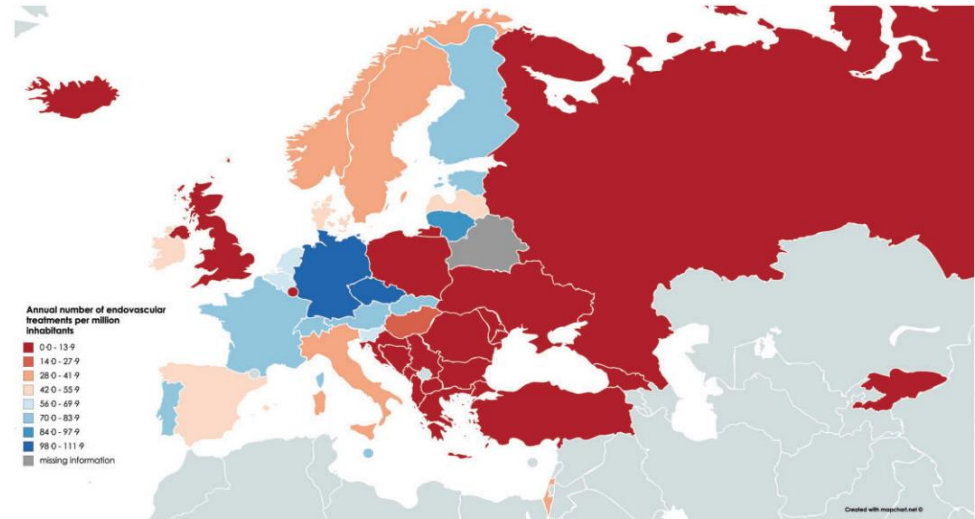 Annual number of endovascular
treatments per million
inhabitants
0·0 - 13·9
14·0 - 27·9
28·0 - 41·9
42·0 - 55·9
56·0 - 69·9
70·0 - 83·9
84·0 - 97·9
98·0 - 111·9
missing information
Created with mapchart.net ©